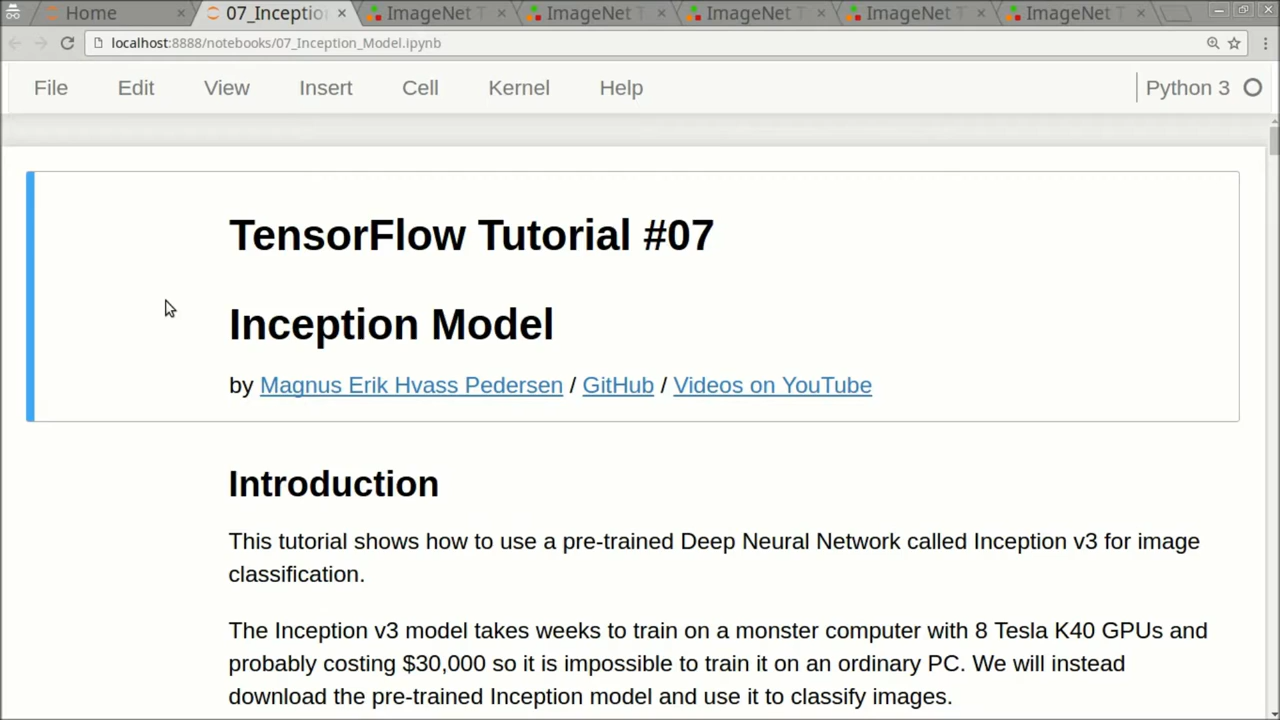 Home
07_Inceptio
ImageNet T
ImageNet T
ImageNet T
ImageNet T
ImageNet T
localhost:8888/notebooks/07_Inception_Model.ipynb
File Edit View Insert Cell Kernel Help Python 3
TensorFlow Tutorial #07
Inception Model
by Magnus Erik Hvass Pedersen / GitHub / Videos on YouTube
Introduction
This tutorial shows how to use a pre-trained Deep Neural Network called Inception v3 for image
classification.
The Inception v3 model takes weeks to train on a monster computer with 8 Tesla K40 GPUs and
probably costing $30,000 so it is impossible to train it on an ordinary PC. We will instead
download the pre-trained Inception model and use it to classify images.